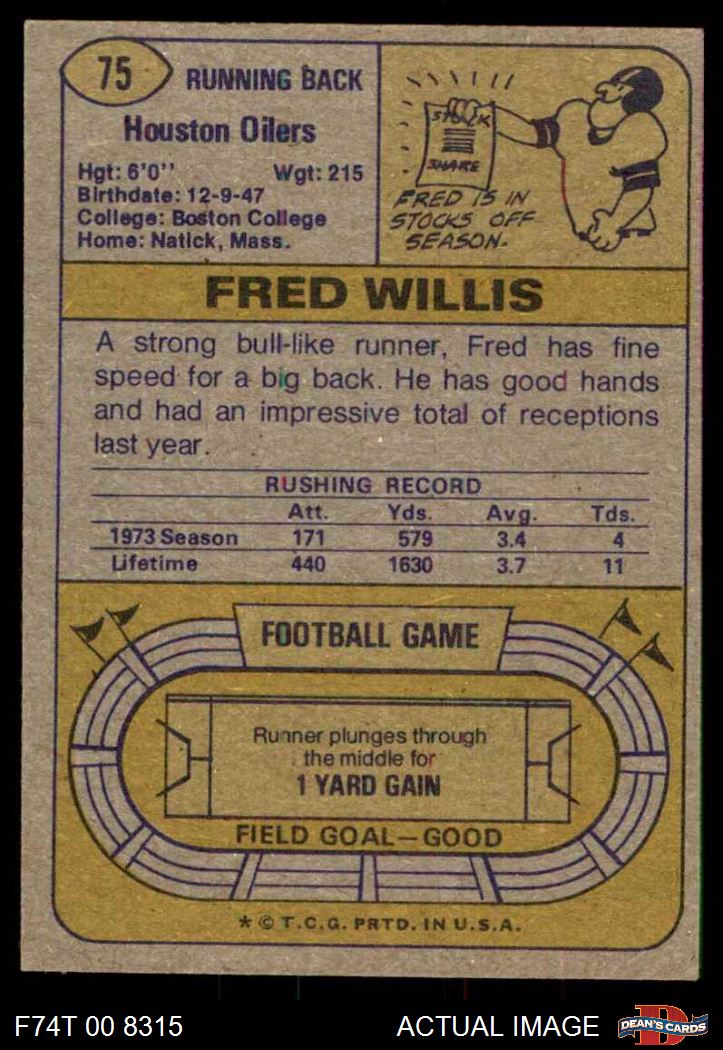 75
RUNNING BACK
Houston Oilers
Hgt: 6'0'' Wgt: 215
Birthdate: 12-9-47
College: Boston College
Home: Natick, Mass.
STOCK
SHARE
FRED IS IN
STOCKS OFF
SEASON.
FRED WILLIS
A strong bull-like runner, Fred has fine
speed for a big back. He has good hands
and had an impressive total of receptions
last year.
RUSHING RECORD
Att. Yds. Avg. Tds.
1973 Season 171 579 3.4 4
Lifetime 440 1630 3.7 11
FOOTBALL GAME
Runner plunges through
the middle for
1 YARD GAIN
FIELD GOAL—GOOD
* © T.C.G. PRTD. IN U.S.A.
F74T 00 8315 ACTUAL IMAGE
D
DEAN'S CARDS